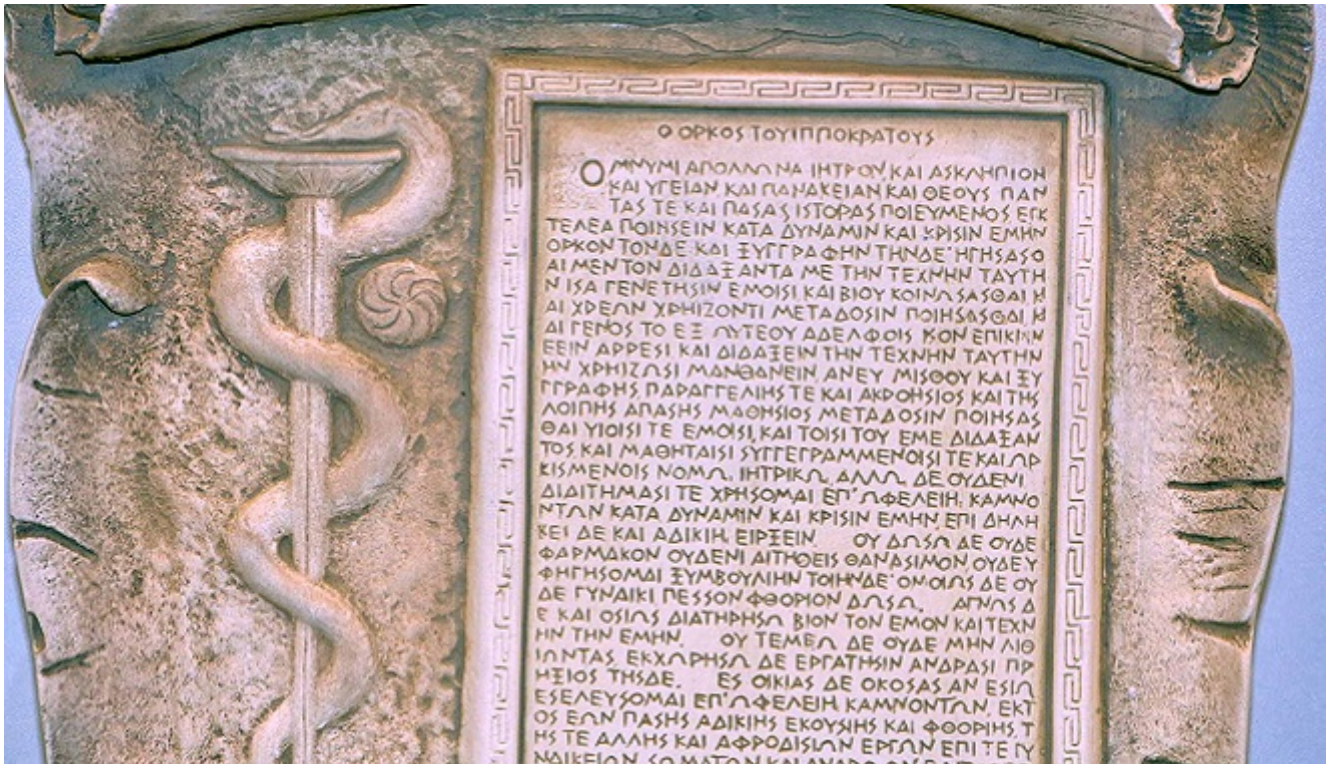 Ο ΟΡΚΟΣ ΤΟΥ ΙΠΠΟΚΡΑΤΟΥΣ
ΟΜΝΥΜΙ ΑΠΟΛΛΩΝΑ ΙΗΤΡΟΝ, ΚΑΙ ΑΣΚΛΗΠΙΟΝ
ΚΑΙ ΥΓΕΙΑΝ ΚΑΙ ΠΑΝΑΚΕΙΑΝ ΚΑΙ ΘΕΟΥΣ ΠΑΝ
ΤΑΣ ΤΕ ΚΑΙ ΠΑΣΑΣ ΙΣΤΟΡΑΣ ΠΟΙΕΥΜΕΝΟΣ ΕΠΚ
ΤΕΛΕΑ ΠΟΙΗΣΕΙΝ ΚΑΤΑ ΔΥΝΑΜΙΝ ΚΑΙ ΚΡΙΣΙΝ ΕΜΗΝ
ΟΡΚΟΝ ΤΟΝΔΕ ΚΑΙ ΞΥΓΓΡΑΦΗΝ ΤΗΝΔΕ· ΗΓΗΣΑΣΟ
ΑΙ ΜΕΝ ΤΟΝ ΔΙΔΑΞΑΝΤΑ ΜΕ ΤΗΝ ΤΕΧΝΗΝ ΤΑΥΤΗ
Ν ΙΣΑ ΓΕΝΕΤΗΣΙΝ ΕΜΟΙΣΙ, ΚΑΙ ΒΙΟΥ ΚΟΙΝΩΣΑΣΘΑΙ Κ
ΑΙ ΧΡΕΩΝ ΧΡΗΙΖΟΝΤΙ ΜΕΤΑΔΟΣΙΝ ΠΟΙΗΣΑΣΘΑΙ Κ
ΑΙ ΓΕΝΟΣ ΤΟ ΕΞ ΩΥΤΕΟΥ ΑΔΕΛΦΟΙΣ ΙΣΟΝ ΕΠΙΚΡΙΝ
ΕΕΙΝ ΑΡΡΕΣΙ ΚΑΙ ΔΙΔΑΞΕΙΝ ΤΗΝ ΤΕΧΝΗΝ ΤΑΥΤΗΝ
ΗΝ ΧΡΗΙΖΩΣΙ ΜΑΝΘΑΝΕΙΝ, ΑΝΕΥ ΜΙΣΘΟΥ ΚΑΙ ΞΥ
ΓΓΡΑΦΗΣ, ΠΑΡΑΓΓΕΛΙΗΣ ΤΕ ΚΑΙ ΑΚΡΟΗΣΙΟΣ ΚΑΙ ΤΗΣ
ΛΟΙΠΗΣ ΑΠΑΣΗΣ ΜΑΘΗΣΙΟΣ ΜΕΤΑΔΟΣΙΝ ΠΟΙΗΣΑΣ
ΘΑΙ ΥΙΟΙΣΙ ΤΕ ΕΜΟΙΣΙ, ΚΑΙ ΤΟΙΣΙ ΤΟΥ ΕΜΕ ΔΙΔΑΞΑΝ
ΤΟΣ ΚΑΙ ΜΑΘΗΤΑΙΣΙ ΣΥΓΓΕΓΡΑΜΜΕΝΟΙΣΙ ΤΕ ΚΑΙ ΩΡ
ΚΙΣΜΕΝΟΙΣ ΝΟΜΩ, ΙΗΤΡΙΚΩ, ΑΛΛΩ, ΔΕ ΟΥΔΕΝΙ
ΔΙΑΙΤΗΜΑΣΙ ΤΕ ΧΡΗΣΟΜΑΙ ΕΠ' ΩΦΕΛΕΙΗ, ΚΑΜΝΟ
ΝΤΩΝ ΚΑΤΑ ΔΥΝΑΜΙΝ ΚΑΙ ΚΡΙΣΙΝ ΕΜΗΝ, ΕΠΙ ΔΗΛΗ
ΣΕΙ ΔΕ ΚΑΙ ΑΔΙΚΙΗ, ΕΙΡΞΕΙΝ. ΟΥ ΔΩΣΩ ΔΕ ΟΥΔΕ
ΦΑΡΜΑΚΟΝ ΟΥΔΕΝΙ ΑΙΤΗΘΕΙΣ ΘΑΝΑΣΙΜΟΝ, ΟΥΔΕ Υ
ΦΗΓΗΣΟΜΑΙ ΞΥΜΒΟΥΛΙΗΝ ΤΟΙΗΝΔΕ· ΟΜΟΙΩΣ ΔΕ ΟΥ
ΔΕ ΓΥΝΑΙΚΙ ΠΕΣΣΟΝ ΦΘΟΡΙΟΝ ΔΩΣΩ. ΑΓΝΩΣ Δ
Ε ΚΑΙ ΟΣΙΩΣ ΔΙΑΤΗΡΗΣΩ ΒΙΟΝ ΤΟΝ ΕΜΟΝ ΚΑΙ ΤΕΧΝ
ΗΝ ΤΗΝ ΕΜΗΝ. ΟΥ ΤΕΜΕΩ ΔΕ ΟΥΔΕ ΜΗΝ ΛΙΘ
ΙΩΝΤΑΣ, ΕΚΧΩΡΗΣΩ ΔΕ ΕΡΓΑΤΗΣΙΝ ΑΝΔΡΑΣΙ ΠΡ
ΗΞΙΟΣ ΤΗΣΔΕ. ΕΣ ΟΙΚΙΑΣ ΔΕ ΟΚΟΣΑΣ ΑΝ ΕΣΙΩ
ΕΣΕΛΕΥΣΟΜΑΙ ΕΠ' ΩΦΕΛΕΙΗ ΚΑΜΝΟΝΤΩΝ, ΕΚΤ
ΟΣ ΕΩΝ ΠΑΣΗΣ ΑΔΙΚΙΗΣ ΕΚΟΥΣΙΗΣ ΚΑΙ ΦΘΟΡΙΗΣ, Τ
ΗΣ ΤΕ ΑΛΛΗΣ ΚΑΙ ΑΦΡΟΔΙΣΙΩΝ ΕΡΓΩΝ ΕΠΙ ΤΕ ΓΥ
ΝΑΙΚΕΙΩΝ ΣΩΜΑΤΩΝ ΚΑΙ